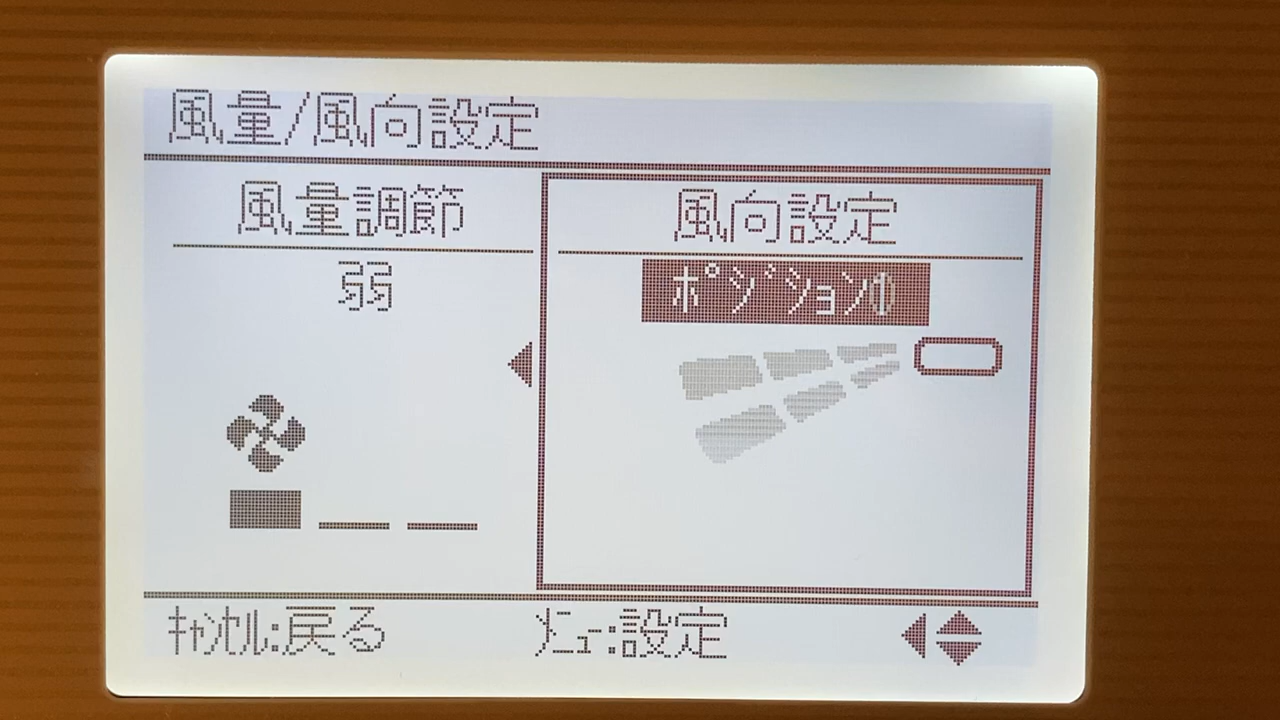 風量/風向設定
風量調節
弱
風向設定
ﾎﾟｼﾞｼｮﾝ①
ｷｬﾝｾﾙ:戻る
ﾒﾆｭｰ:設定